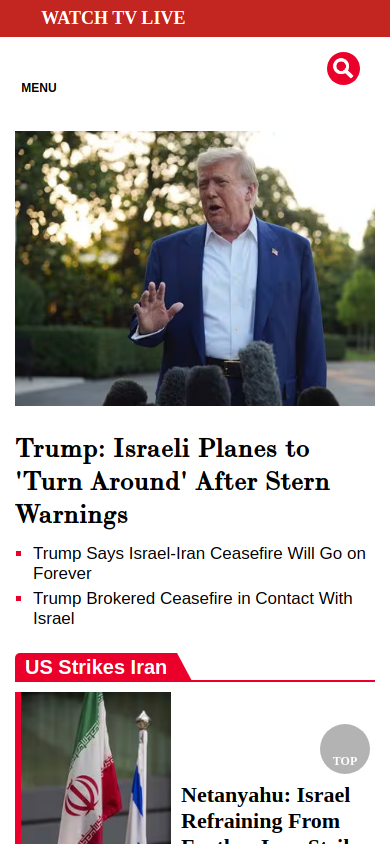 WATCH TV LIVE
MENU
Trump: Israeli Planes to
'Turn Around' After Stern
Warnings
Trump Says Israel-Iran Ceasefire Will Go on
Forever
Trump Brokered Ceasefire in Contact With
Israel
US Strikes Iran
TOP
Netanyahu: Israel
Refraining From